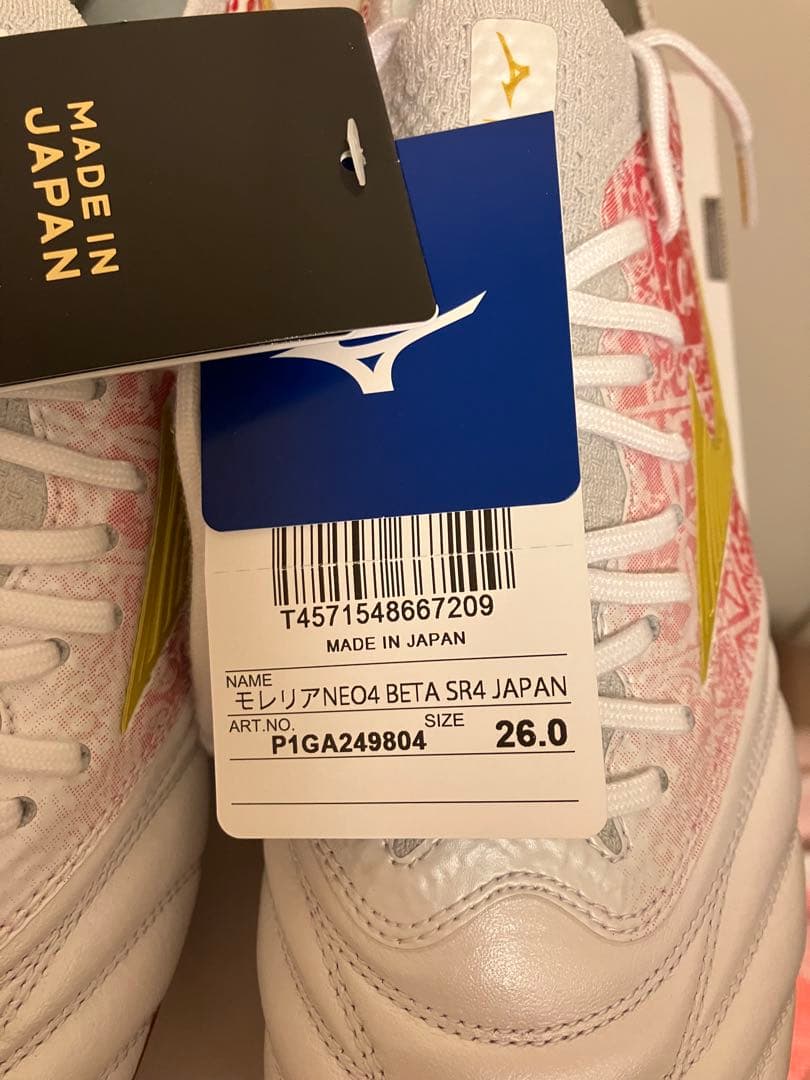 MADE IN
JAPAN
T4571548667209
MADE IN JAPAN
NAME
モレリアNEO4 BETA SR4 JAPAN
ART.NO.
P1GA249804
SIZE
26.0